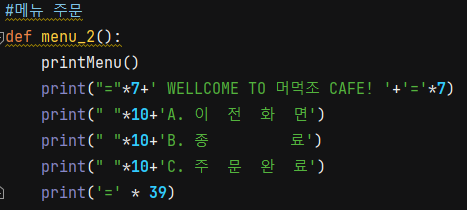 #메뉴 주문
def menu_2():
    printMenu()
    print("="*7+' WELLCOME TO 머먹조 CAFE! '+'='*7)
    print(" "*10+'A. 이  전  화  면')
    print(" "*10+'B. 종          료')
    print(" "*10+'C. 주  문  완  료')
    print('=' * 39)